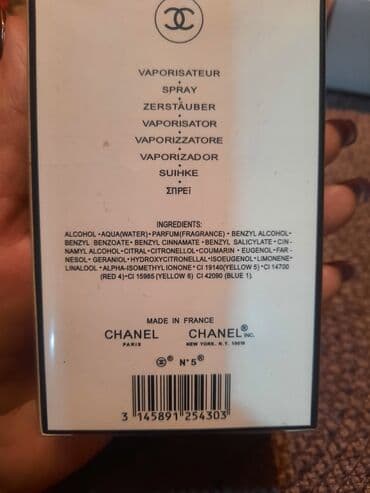 VAPORISATEUR
SPRAY
ZERSTÄUBER
VAPORISATOR
VAPORIZZATORE
VAPORIZADOR
SUIHKE
ΣΠΡΕΪ
INGREDIENTS:
ALCOHOL •AQUA(WATER)•PARFUM(FRAGRANCE)• BENZYL ALCOHOL•
BENZYL BENZOATE• BENZYL CINNAMATE• BENZYL SALICYLATE•CIN-
NAMYL ALCOHOL•CITRAL•CITRONELLOL•COUMARIN • EUGENOL•FAR-
NESOL• GERANIOL•HYDROXYCITRONELLAL•ISOEUGENOL•LIMONENE•
LINALOOL •ALPHA-ISOMETHYLIONONE •CI 19140(YELLOW 5) •CI 14700
(RED 4)•CI 15985 (YELLOW 6) CI 42090 (BLUE 1).
MADE IN FRANCE
CHANEL CHANEL® INC.
PARIS NEW YORK. N.Y. 10019
® N°5®
3 145891 254303